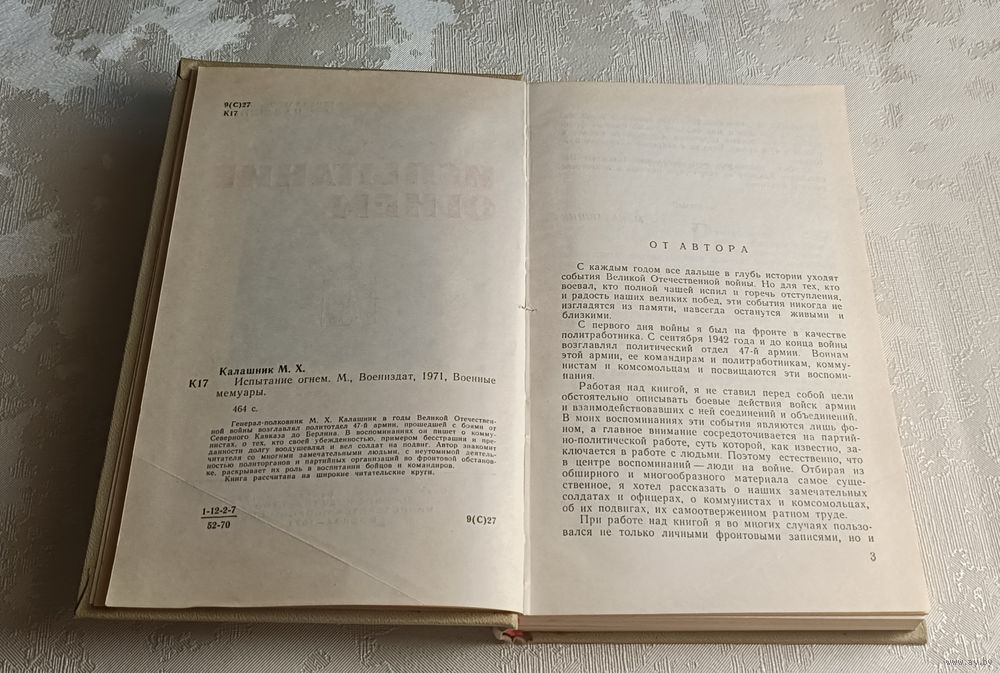 9(С)27
К17
Калашник М. Х.
К17 Испытание огнем. М., Воениздат, 1971, Военные
мемуары.
464 с.
Генерал-полковник М. Х. Калашник в годы Великой Отечествен-
ной войны возглавлял политотдел 47-й армии, прошедшей с боями от
Северного Кавказа до Берлина. В воспоминаниях он пишет о комму-
нистах, о тех, кто своей убежденностью, примером бесстрашия и пре-
данности долгу воодушевлял и вел солдат на подвиг. Автор знакомит
читателя со многими замечательными людьми, с неутомимой деятель-
ностью политорганов и партийных организаций во фронтовой обстанов-
ке, раскрывает их роль в воспитании бойцов и командиров.
Книга рассчитана на широкие читательские круги.
1-12-2-7
52-70
9(С)27
ОТ АВТОРА
С каждым годом все дальше в глубь истории уходят
события Великой Отечественной войны. Но для тех, кто
воевал, кто полной чашей испил и горечь отступления,
и радость наших великих побед, эти события никогда не
изгладятся из памяти, навсегда останутся живыми и
близкими.
С первого дня войны я был на фронте в качестве
политработника. С сентября 1942 года и до конца войны
возглавлял политический отдел 47-й армии. Воинам
этой армии, ее командирам и политработникам, комму-
нистам и комсомольцам и посвящаются эти воспоми-
нания.
Работая над книгой, я не ставил перед собой цели
обстоятельно описывать боевые действия войск армии
и взаимодействовавших с ней соединений и объединений.
В моих воспоминаниях эти события являются лишь фо-
ном, а главное внимание сосредоточивается на партий-
но-политической работе, суть которой, как известно, за-
ключается в работе с людьми. Поэтому естественно, что
в центре воспоминаний — люди на войне. Отбирая из
обширного и многообразного материала самое суще-
ственное, я хотел рассказать о наших замечательных
солдатах и офицерах, о коммунистах и комсомольцах,
об их подвигах, их самоотверженном ратном труде.
При работе над книгой я во многих случаях пользо-
вался не только личными фронтовыми записями, но и
3
www.ay.by